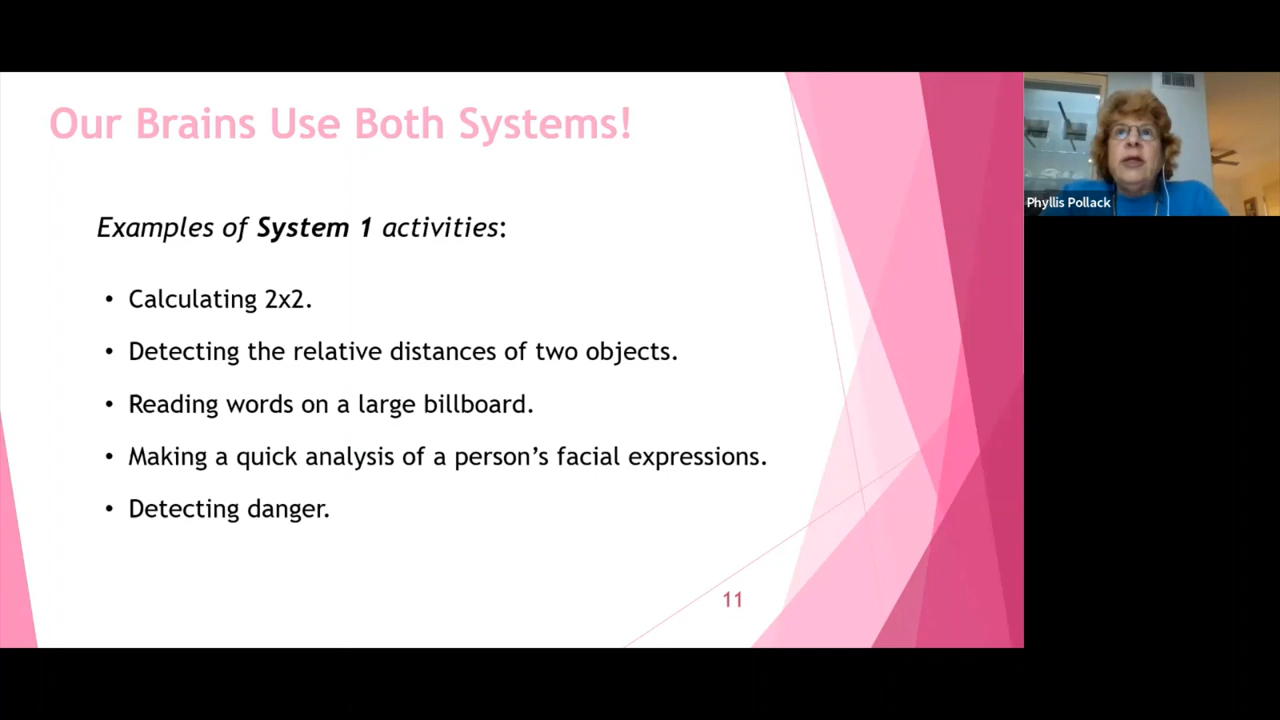 Our Brains Use Both Systems!
Examples of System 1 activities:
• Calculating 2x2.
• Detecting the relative distances of two objects.
• Reading words on a large billboard.
• Making a quick analysis of a person’s facial expressions.
• Detecting danger.
11
Phyllis Pollack